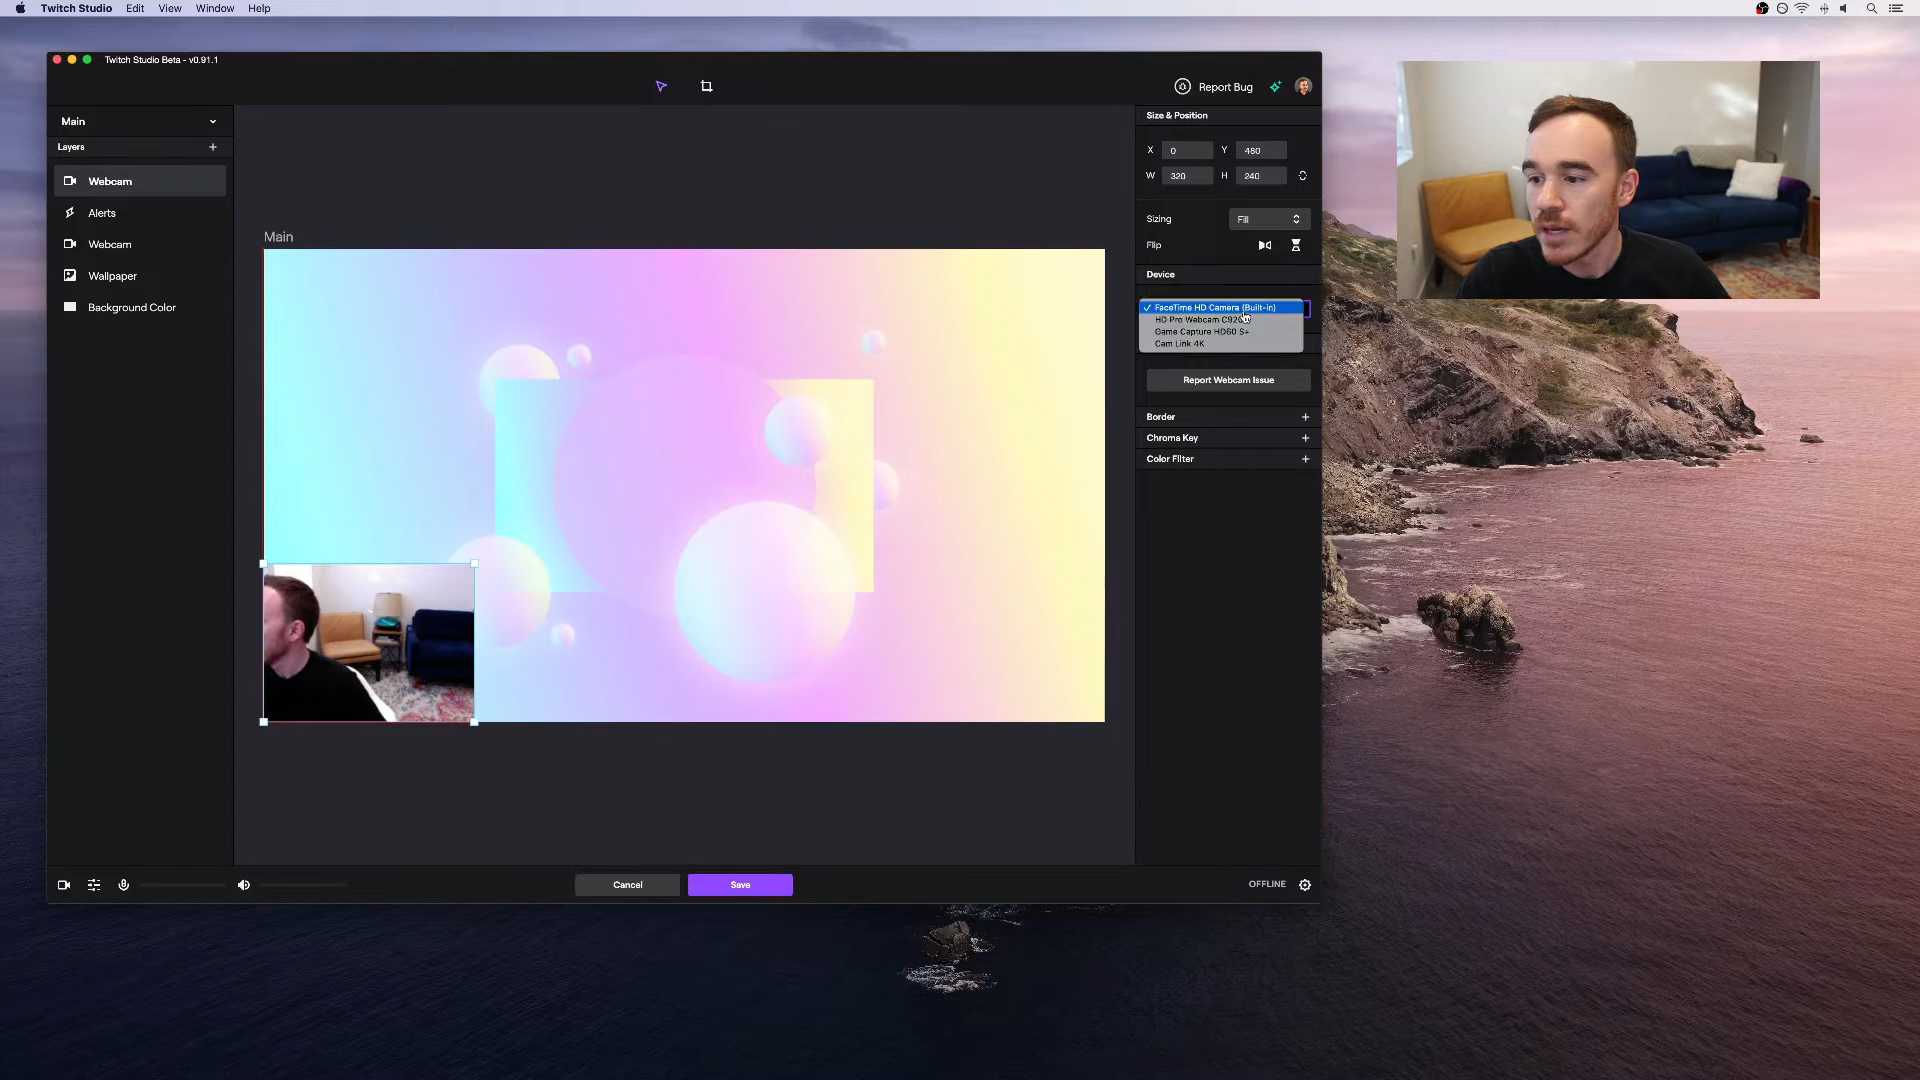 Twitch Studio Edit View Window Help
Twitch Studio Beta - v0.91.1
Report Bug
Main
Layers
Webcam
Alerts
Webcam
Wallpaper
Background Color
Main
Size & Position
X 0 Y 480
W 320 H 240
Sizing Fill
Flip
Device
✓ FaceTime HD Camera (Built-in)
HD Pro Webcam C920
Game Capture HD60 S+
Cam Link 4K
Report Webcam Issue
Border
Chroma Key
Color Filter
Cancel
Save
OFFLINE